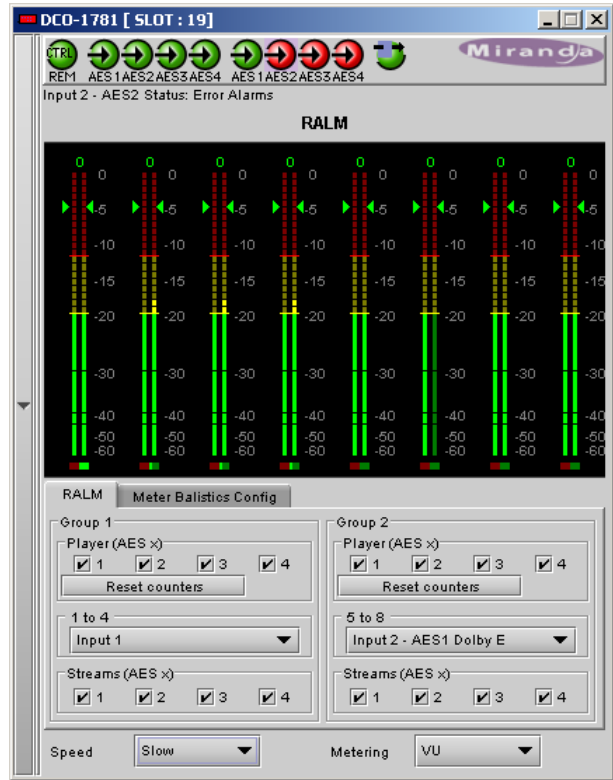 DCO-1781 [ SLOT : 19]
CTRL
Miranda
REM AES1 AES2 AES3 AES4 AES1 AES2 AES3 AES4
Input 2 - AES2 Status: Error Alarms
RALM
0 0 0 0 0 0 0 0
0 0 0 0 0 0 0 0
-5 -5 -5 -5 -5 -5 -5 -5
-10 -10 -10 -10 -10 -10 -10 -10
-15 -15 -15 -15 -15 -15 -15 -15
-20 -20 -20 -20 -20 -20 -20 -20
-30 -30 -30 -30 -30 -30 -30 -30
-40 -40 -40 -40 -40 -40 -40 -40
-50 -50 -50 -50 -50 -50 -50 -50
-60 -60 -60 -60 -60 -60 -60 -60
RALM Meter Balistics Config
Group 1
Player (AES x)
1 2 3 4
Reset counters
1 to 4
Input 1
Streams (AES x)
1 2 3 4
Group 2
Player (AES x)
1 2 3 4
Reset counters
5 to 8
Input 2 - AES1 Dolby E
Streams (AES x)
1 2 3 4
Speed Slow Metering VU